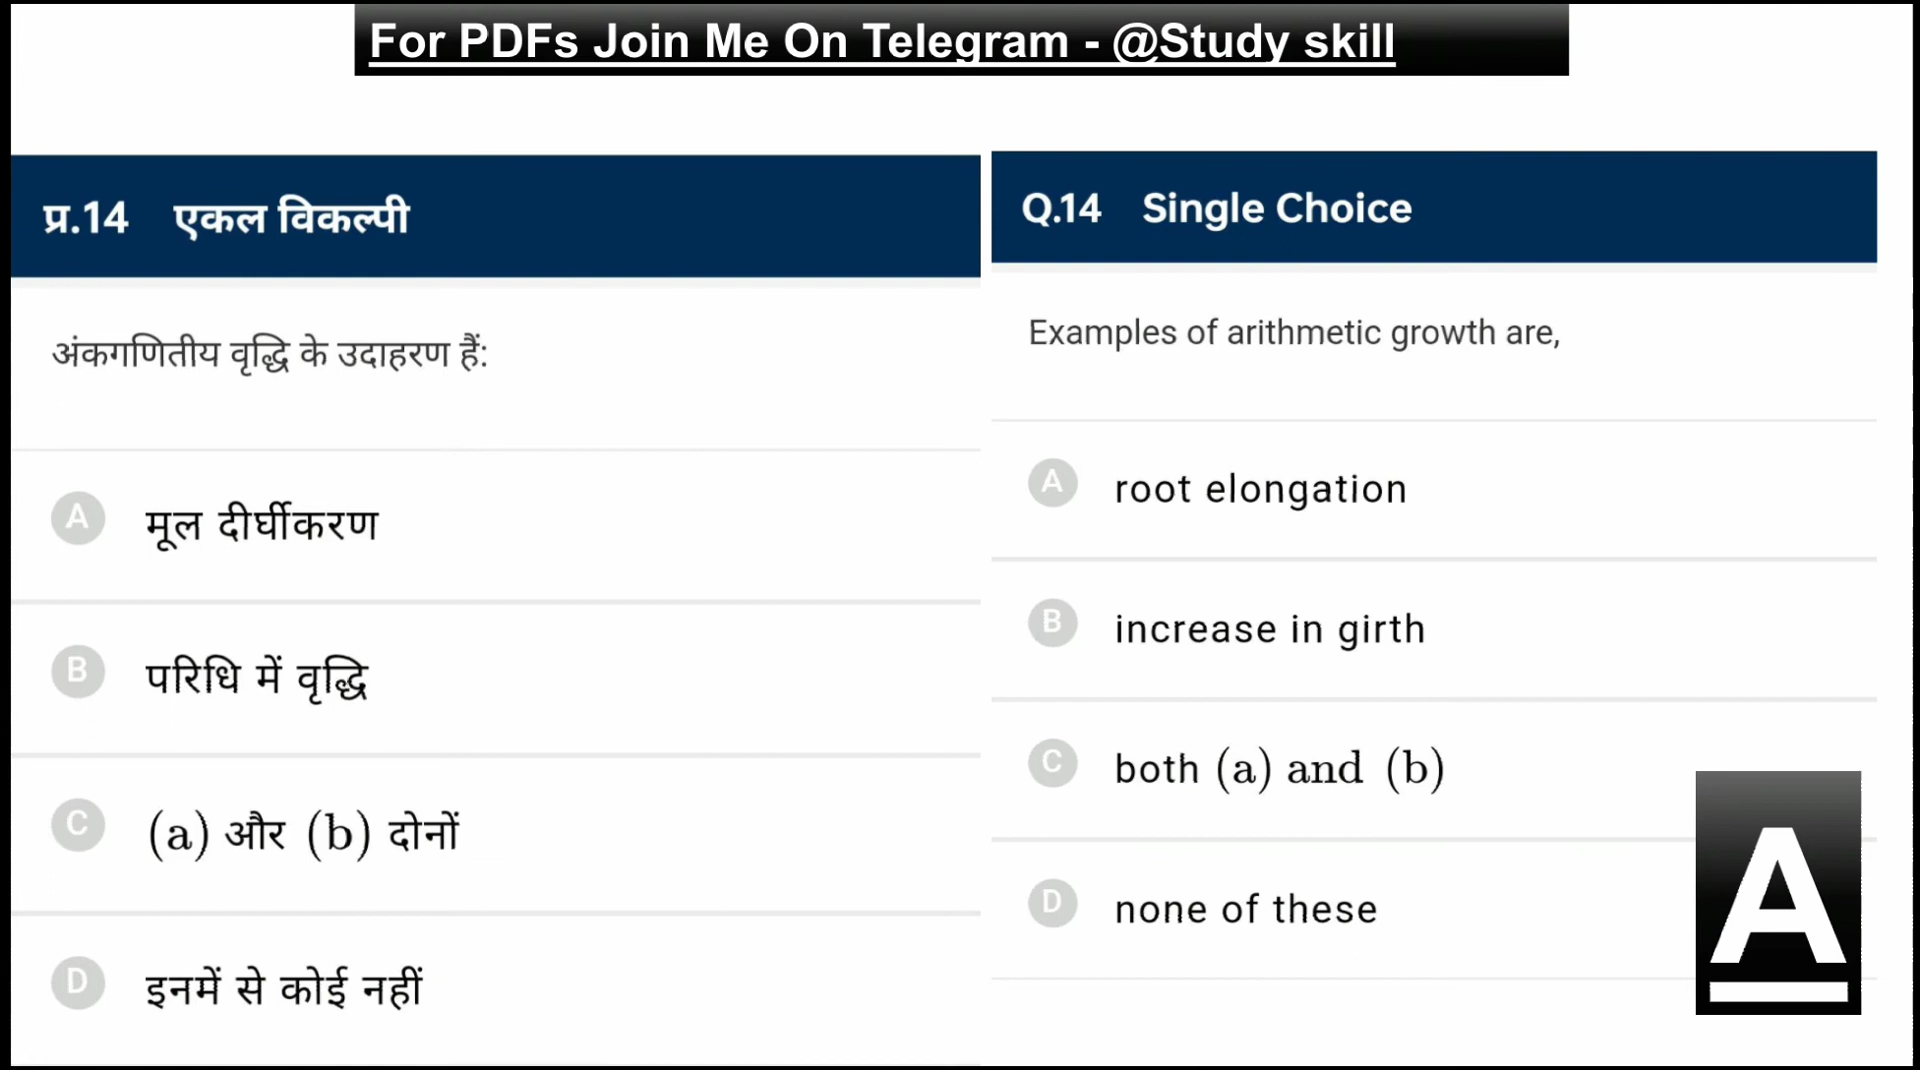 For PDFs Join Me On Telegram - @Study skill
प्र.14 एकल विकल्पी
अंकगणितीय वृद्धि के उदाहरण हैं:
A मूल दीर्घीकरण
B परिधि में वृद्धि
C (a) और (b) दोनों
D इनमें से कोई नहीं
Q.14 Single Choice
Examples of arithmetic growth are,
A root elongation
B increase in girth
C both (a) and (b)
D none of these
A